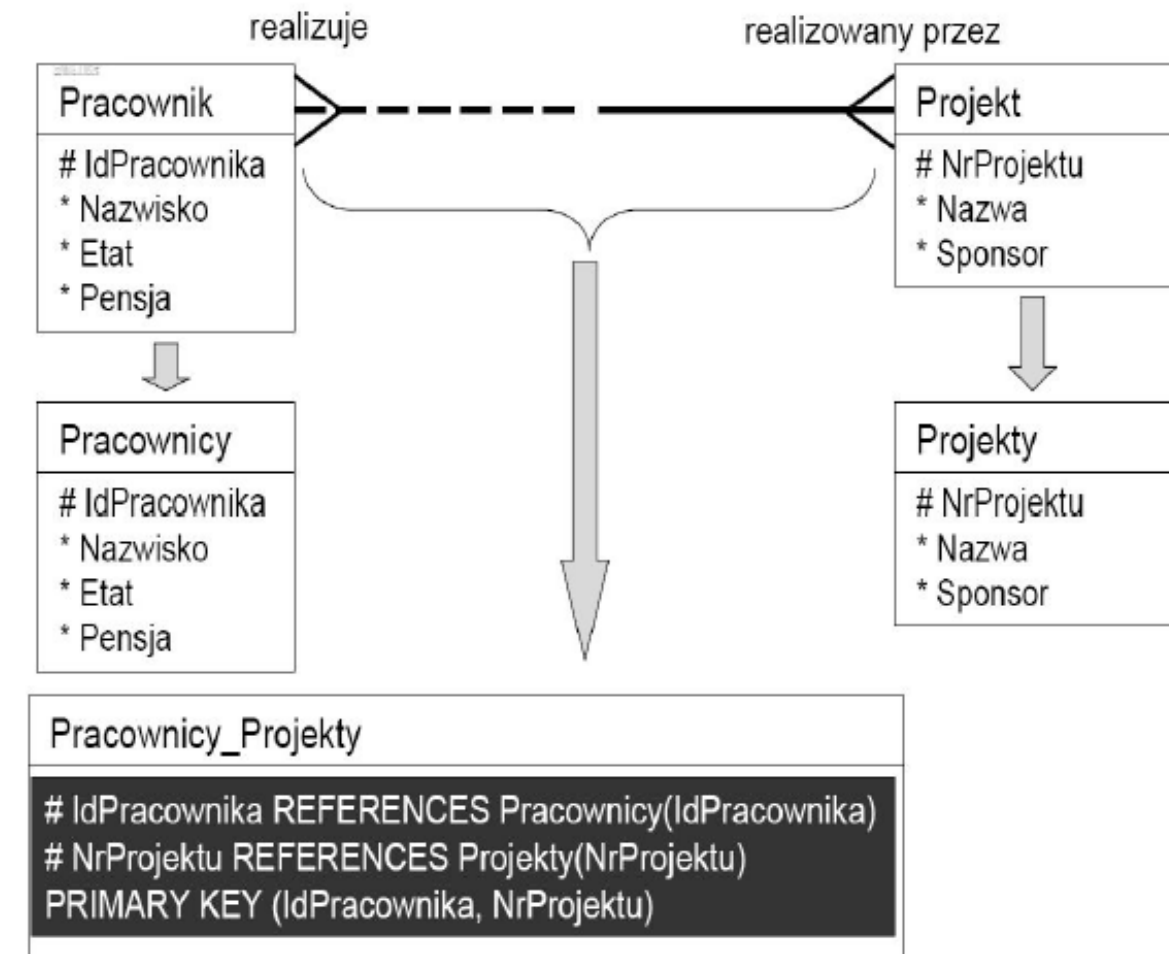 realizuje
realizowany przez
Pracownik
# IdPracownika
* Nazwisko
* Etat
* Pensja
Projekt
# NrProjektu
* Nazwa
* Sponsor
Pracownicy
# IdPracownika
* Nazwisko
* Etat
* Pensja
Projekty
# NrProjektu
* Nazwa
* Sponsor
Pracownicy_Projekty
# IdPracownika REFERENCES Pracownicy(IdPracownika)
# NrProjektu REFERENCES Projekty(NrProjektu)
PRIMARY KEY (IdPracownika, NrProjektu)